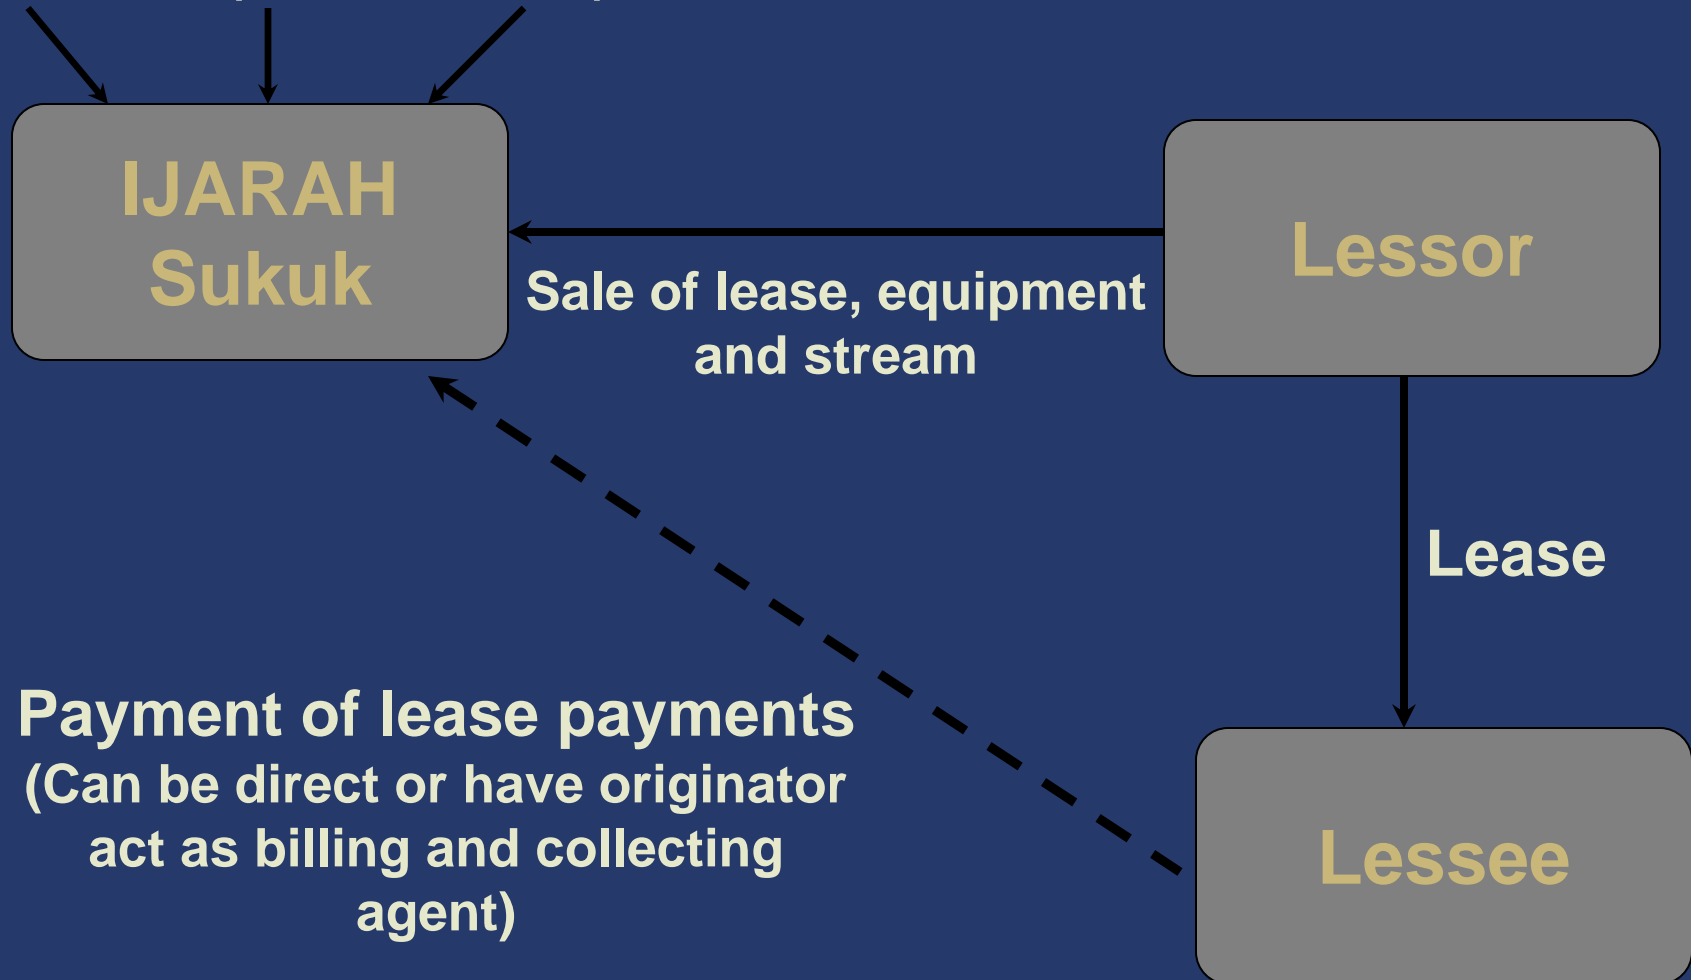 IJARAH
Sukuk
Lessor
Sale of lease, equipment
and stream
Lease
Payment of lease payments
(Can be direct or have originator
act as billing and collecting
agent)
Lessee